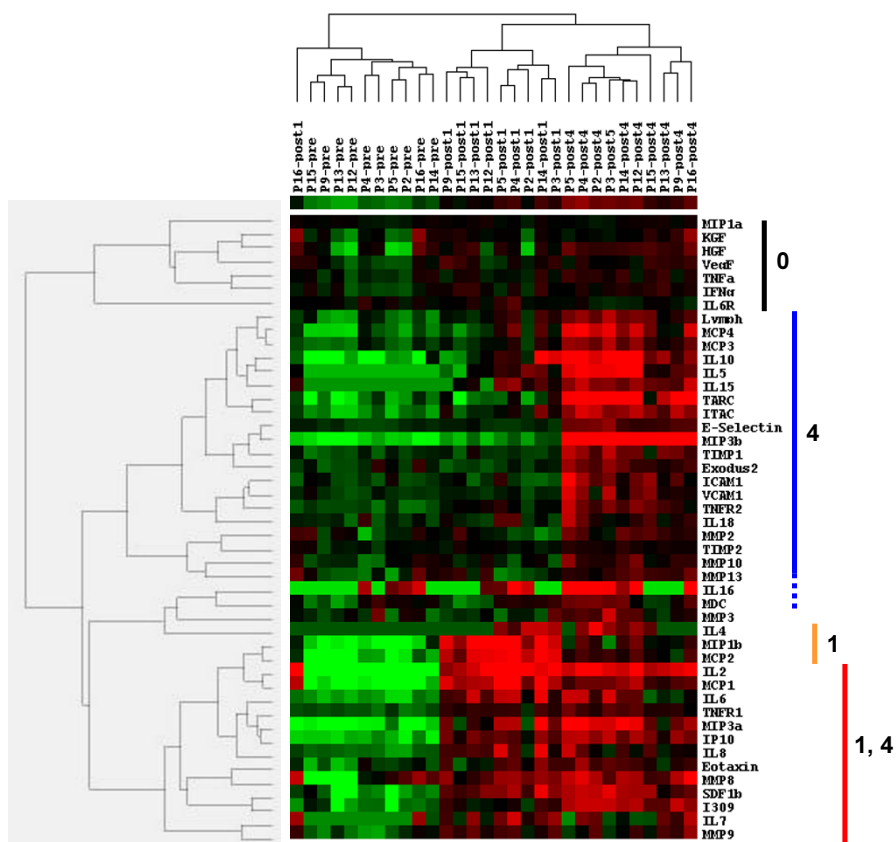 P16-post1
P15-pre
P9-pre
P13-pre
P12-pre
P4-pre
P3-pre
P5-pre
P2-pre
P16-pre
P14-pre
P9-post1
P15-post1
P13-post1
P12-post1
P5-post1
P4-post1
P2-post1
P14-post1
P3-post1
P5-post4
P4-post4
P2-post4
P3-post5
P14-post4
P12-post4
P15-post4
P13-post4
P9-post4
P16-post4
MIP1a
KGF
HGF
VegF
TNFa
IFNα
IL6R
0
Lymph
MCP4
MCP3
IL10
IL5
IL15
TARC
ITAC
E-Selectin
MIP3b
4
TIMP1
Exodus2
ICAM1
VCAM1
TNFR2
IL18
MMP2
TIMP2
MMP10
MMP13
IL16
MDC
MMP3
IL4
MIP1b
1
MCP2
IL2
MCP1
IL6
TNFR1
MIP3a
IP10
1, 4
IL8
Eotaxin
MMP8
SDF1b
I309
IL7
MMP9